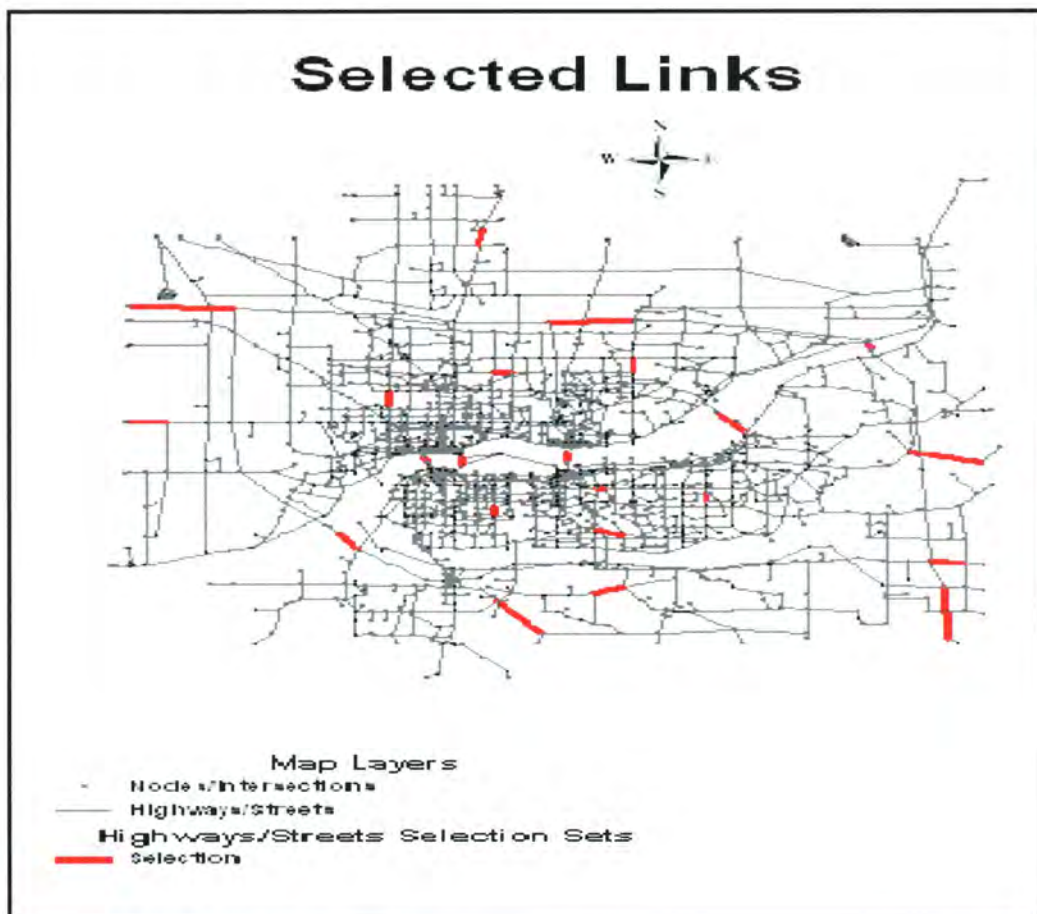 Selected Links
N
W E
S
Map Layers
Nodes/Intersections
Highways/Streets
Highways/Streets Selection Sets
Selection